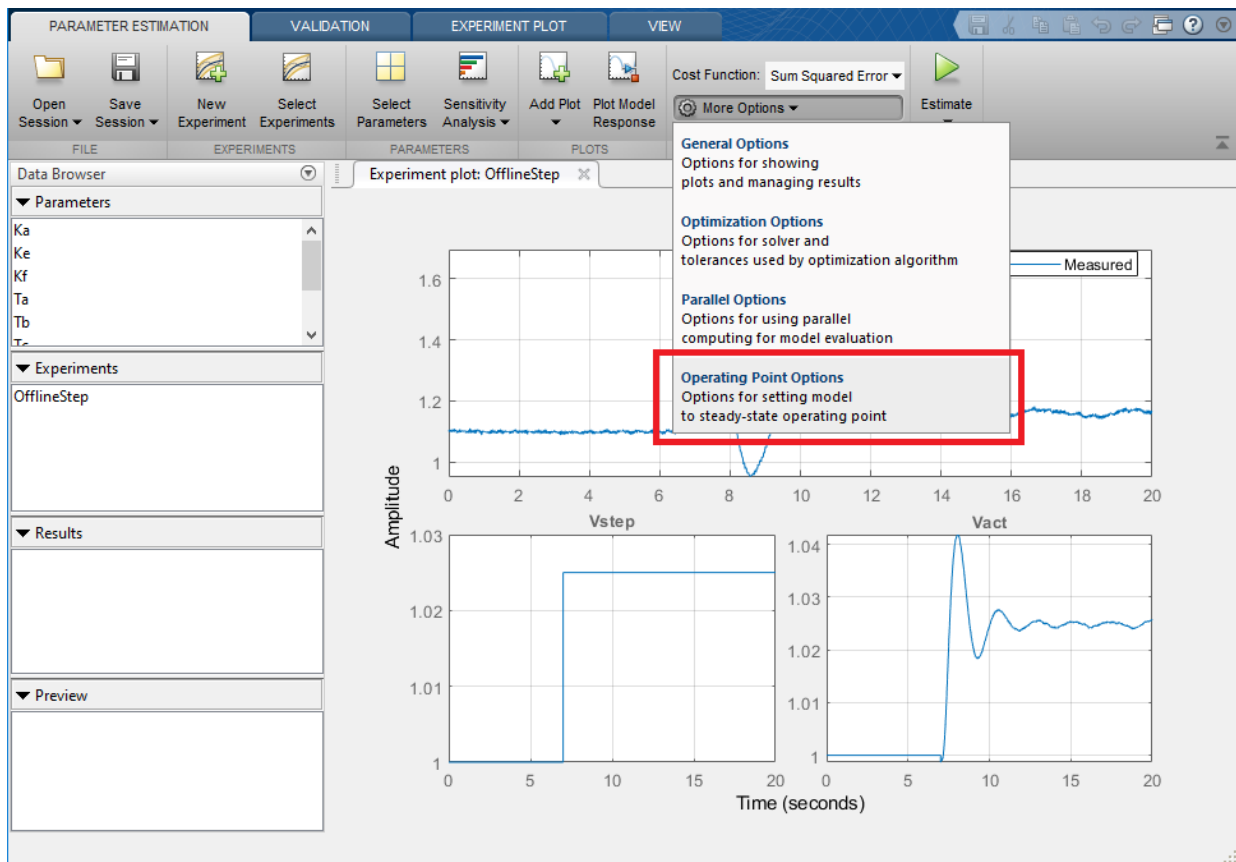 PARAMETER ESTIMATION
VALIDATION
EXPERIMENT PLOT
VIEW
Open Session
Save Session
New Experiment
Select Experiments
Select Parameters
Sensitivity Analysis
Add Plot
Plot Model Response
Cost Function: Sum Squared Error
More Options
Estimate
FILE
EXPERIMENTS
PARAMETERS
PLOTS
General Options
Options for showing
plots and managing results
Optimization Options
Options for solver and
tolerances used by optimization algorithm
Parallel Options
Options for using parallel
computing for model evaluation
Operating Point Options
Options for setting model
to steady-state operating point
Data Browser
Parameters
Ka
Ke
Kf
Ta
Tb
Tc
Experiments
OfflineStep
Results
Preview
Experiment plot: OfflineStep
Measured
1.6
1.4
1.2
1
0 2 4 6 8 10 12 14 16 18 20
Amplitude
Vstep
1.03
1.02
1.01
1
0 5 10 15 20
Vact
1.04
1.03
1.02
1.01
1
0 5 10 15 20
Time (seconds)